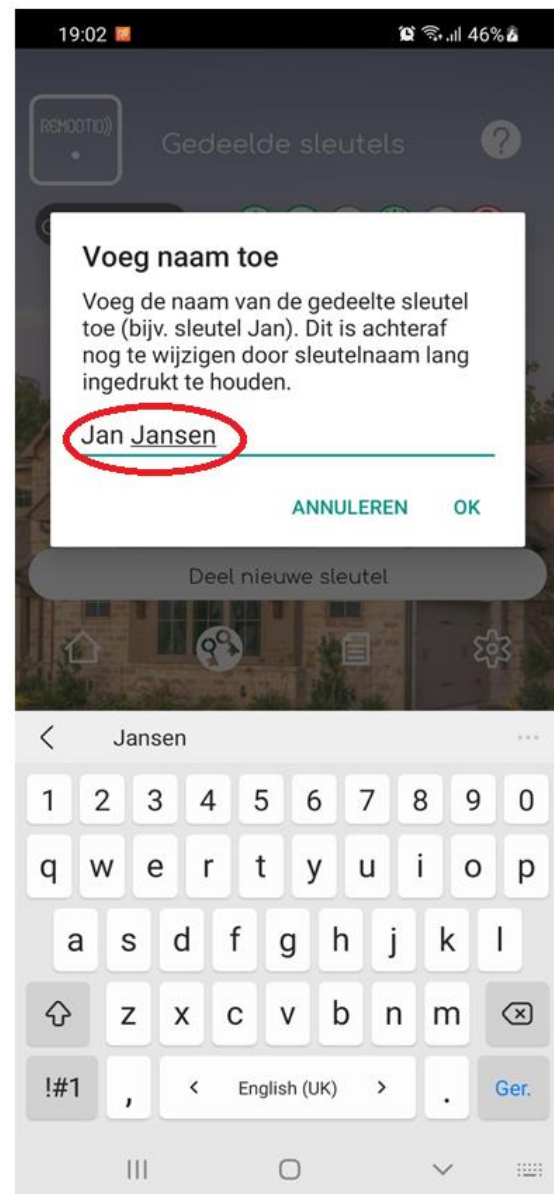 19:02 46%
REMOOTIO
Gedeelde sleutels ?
Voeg naam toe
Voeg de naam van de gedeelte sleutel
toe (bijv. sleutel Jan). Dit is achteraf
nog te wijzigen door sleutelnaam lang
ingedrukt te houden.
Jan Jansen
ANNULEREN OK
Deel nieuwe sleutel
Jansen
1 2 3 4 5 6 7 8 9 0
q w e r t y u i o p
a s d f g h j k l
z x c v b n m
!#1 , < English (UK) > . Ger.